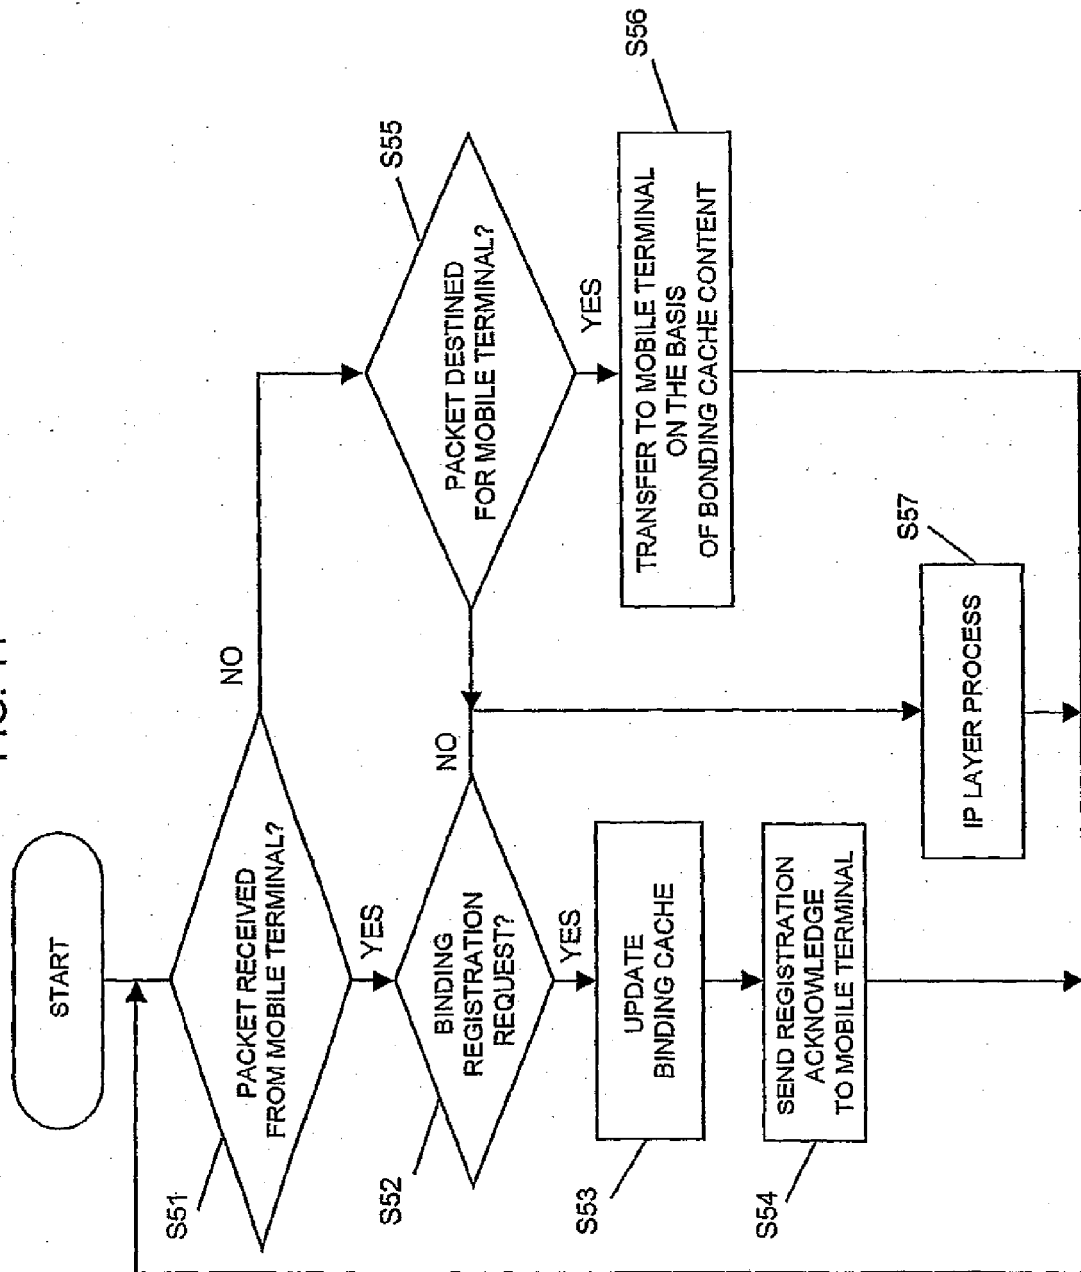 START
S51
PACKET RECEIVED
FROM MOBILE TERMINAL?
NO
YES
S52
BINDING
REGISTRATION
REQUEST?
NO
YES
S53
UPDATE
BINDING CACHE
S54
SEND REGISTRATION
ACKNOWLEDGE
TO MOBILE TERMINAL
S55
PACKET DESTINED
FOR MOBILE TERMINAL?
YES
S56
TRANSFER TO MOBILE TERMINAL
ON THE BASIS
OF BONDING CACHE CONTENT
S57
IP LAYER PROCESS